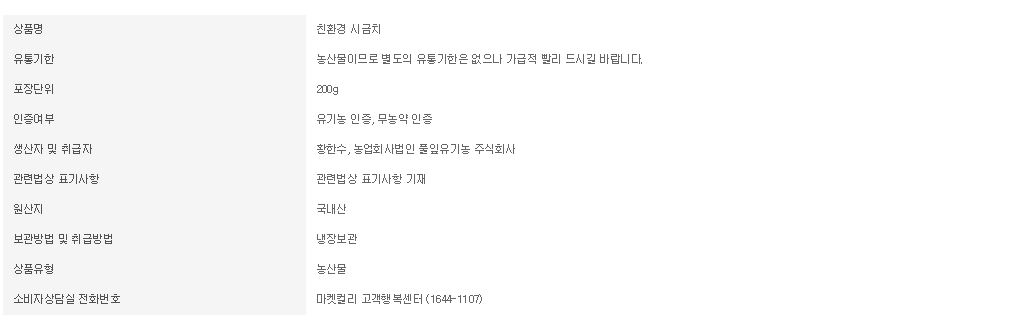 상품명 친환경 시금치
유통기한 농산물이므로 별도의 유통기한은 없으나 가급적 빨리 드시길 바랍니다.
포장단위 200g
인증여부 유기농 인증, 무농약 인증
생산자 및 취급자 황한수, 농업회사법인 풀잎유기농 주식회사
관련법상 표기사항 관련법상 표기사항 기재
원산지 국내산
보관방법 및 취급방법 냉장보관
상품유형 농산물
소비자상담실 전화번호 마켓컬리 고객행복센터 (1644-1107)